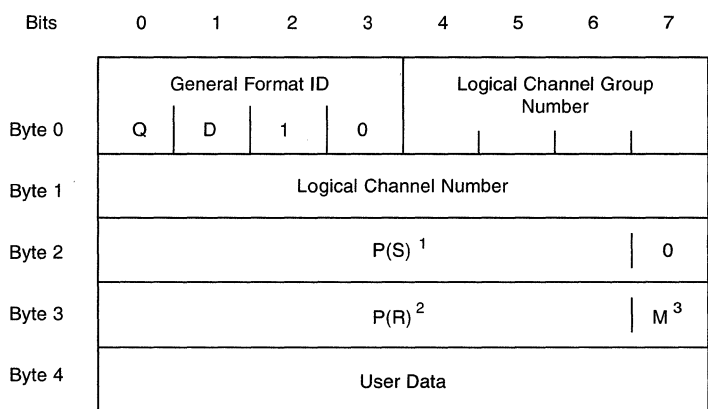 Bits 0 1 2 3 4 5 6 7
General Format ID Logical Channel Group
Number
Byte 0 Q D 1 0
Byte 1 Logical Channel Number
Byte 2 P(S) 1 0
Byte 3 P(R) 2 M 3
Byte 4 User Data